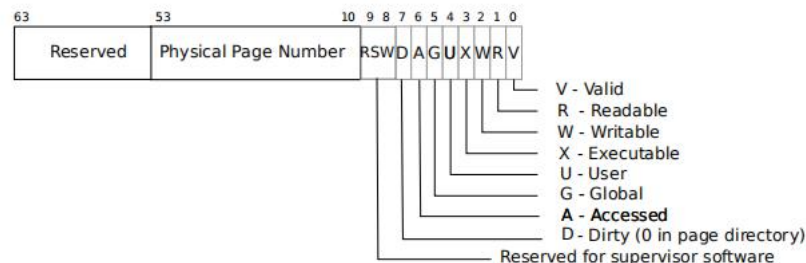 63 53 10 9 8 7 6 5 4 3 2 1 0
Reserved Physical Page Number RSW D A G U X W R V
V - Valid
R - Readable
W - Writable
X - Executable
U - User
G - Global
A - Accessed
D - Dirty (0 in page directory)
Reserved for supervisor software